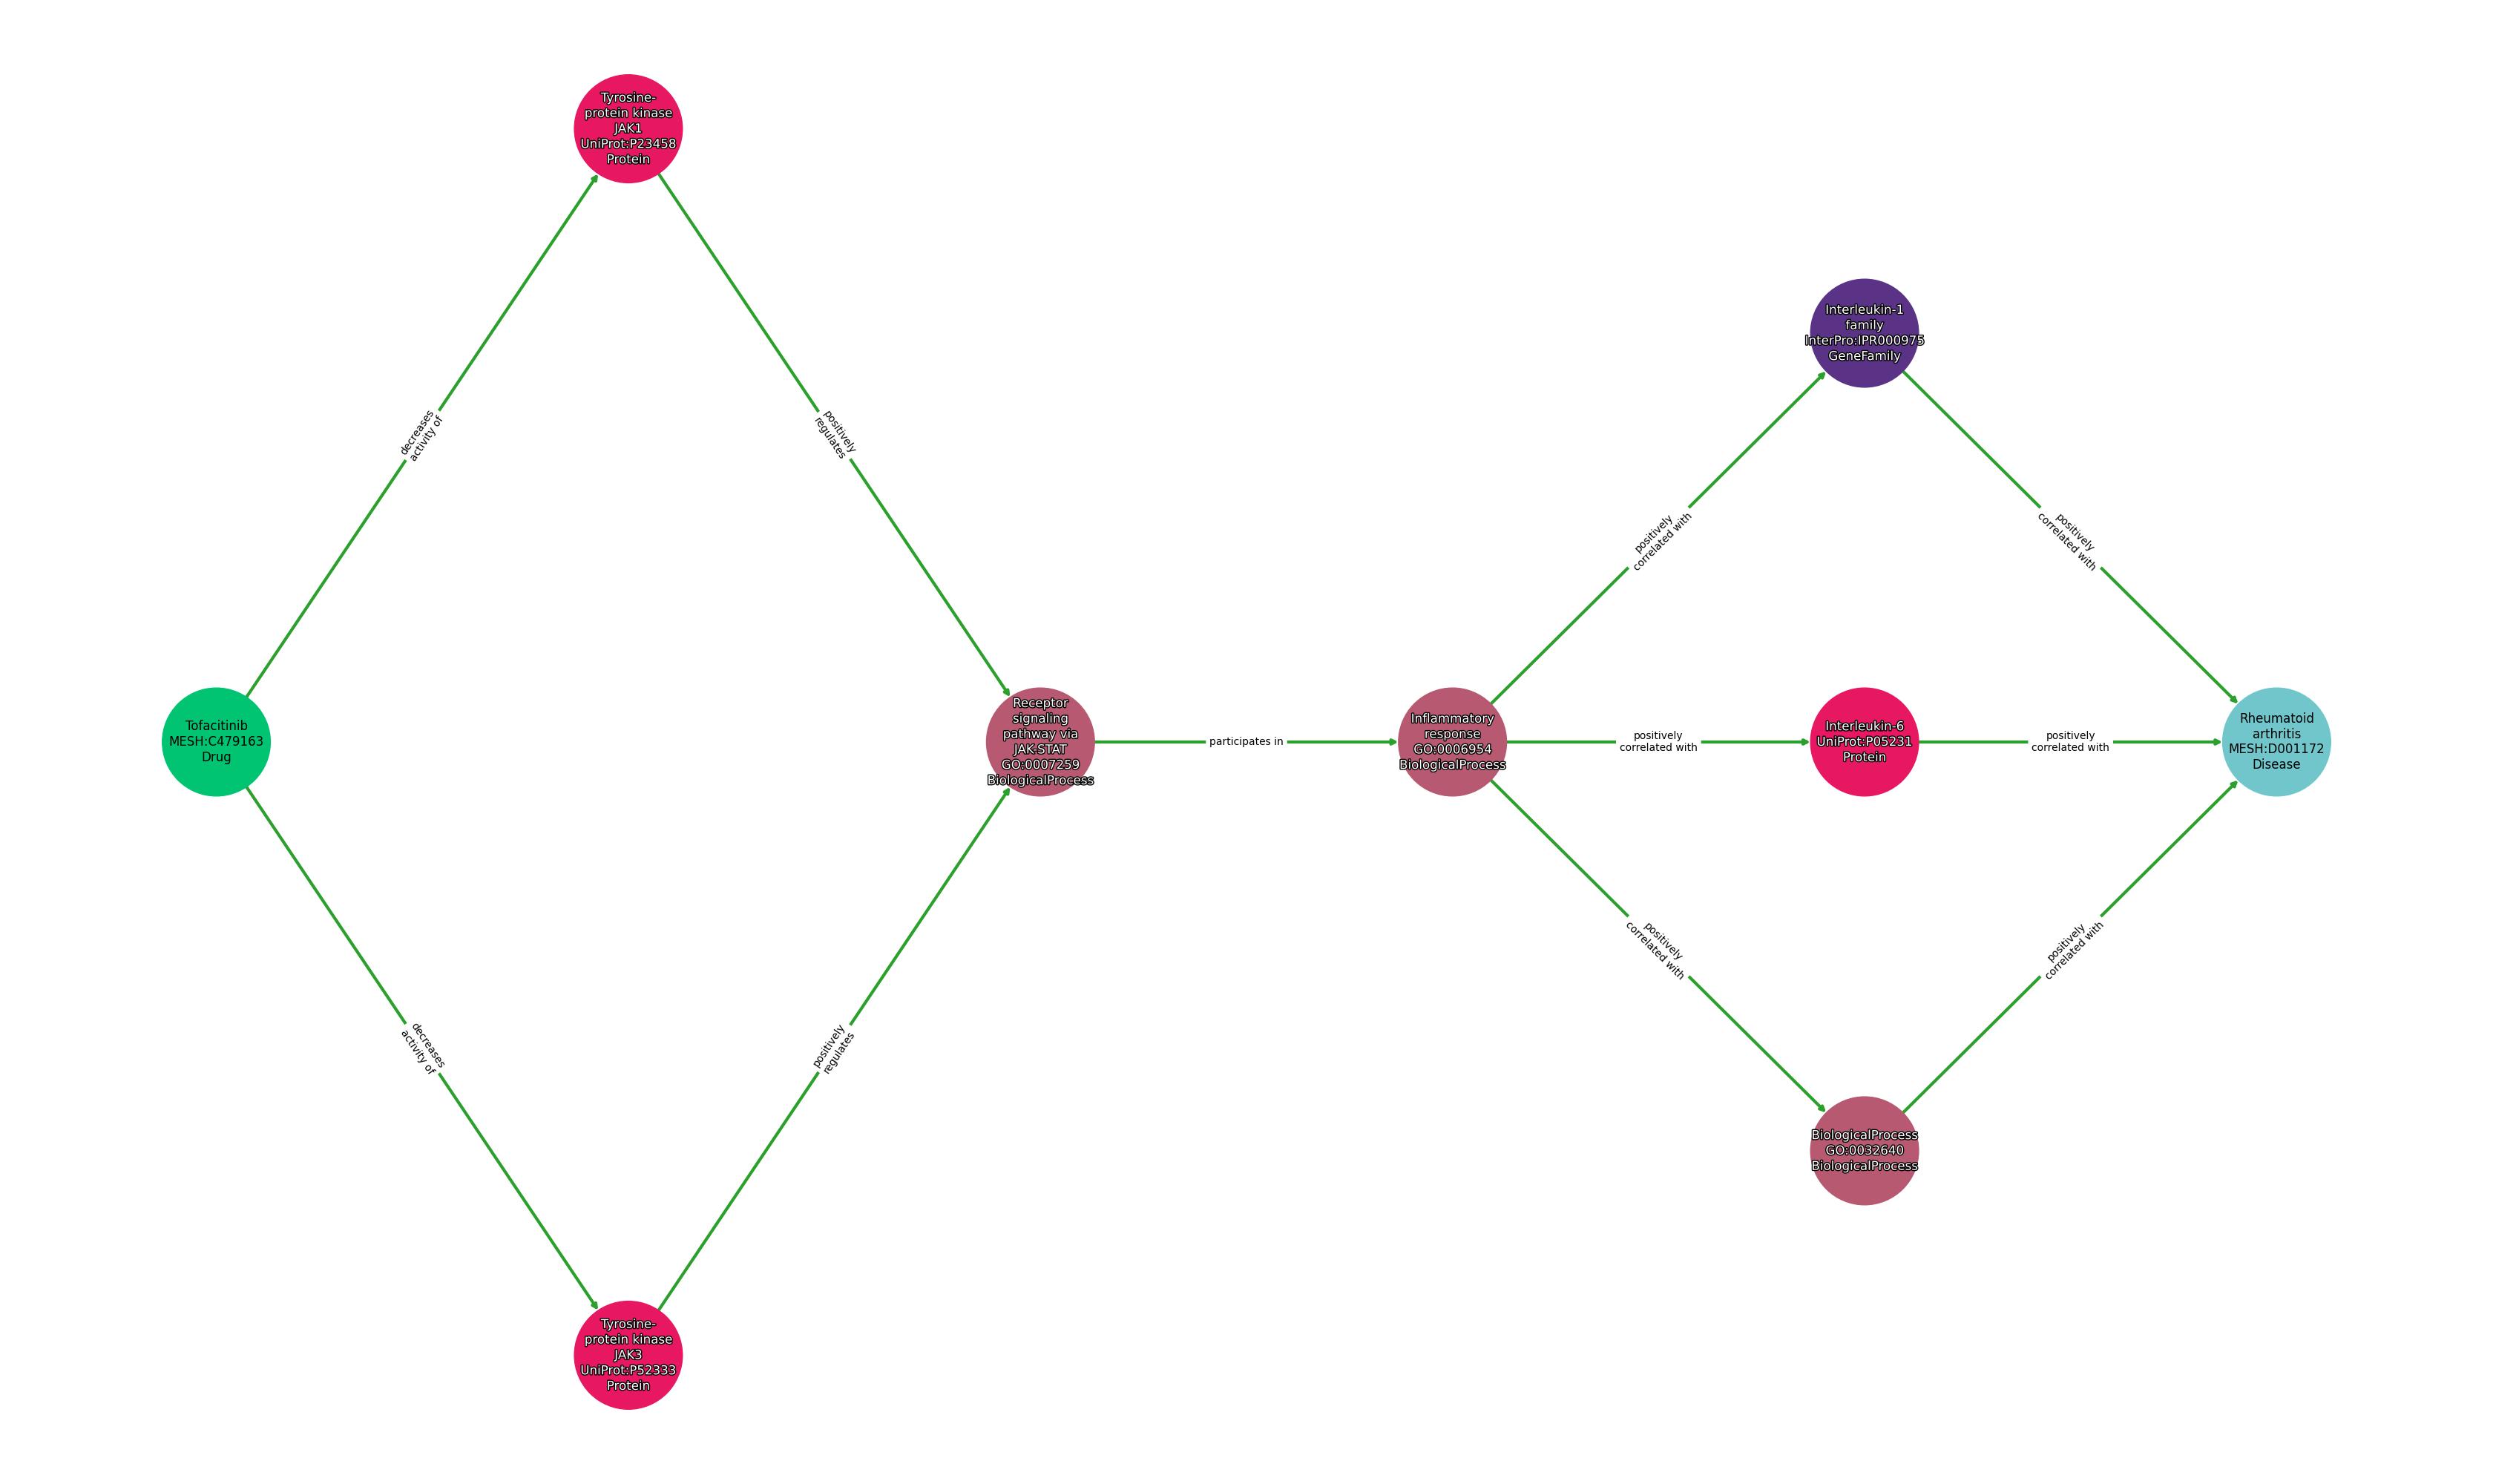 Tyrosine-
protein kinase
JAK1
UniProt:P23458
Protein
decreases
activity of
positively
regulates
Tofacitinib
MESH:C479163
Drug
decreases
activity of
Tyrosine-
protein kinase
JAK3
UniProt:P52333
Protein
positively
regulates
Receptor
signaling
pathway via
JAK-STAT
GO:0007259
BiologicalProcess
participates in
Inflammatory
response
GO:0006954
BiologicalProcess
positively
correlated with
Interleukin-1
family
InterPro:IPR000975
GeneFamily
positively
correlated with
positively
correlated with
Interleukin-6
UniProt:P05231
Protein
positively
correlated with
Rheumatoid
arthritis
MESH:D001172
Disease
positively
correlated with
BiologicalProcess
GO:0032640
BiologicalProcess
positively
correlated with